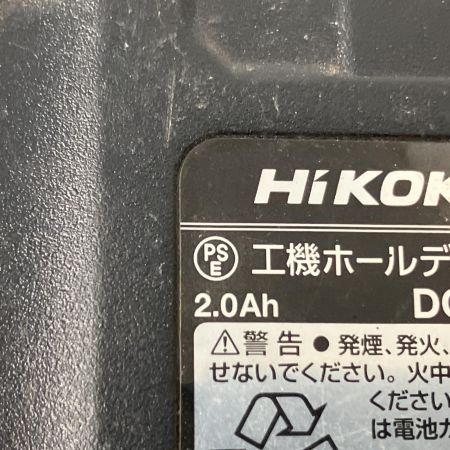 HiKOK
PSE 工機ホールデ
2.0Ah DC
⚠警告 ● 発煙、発火、
せないでください。火中
ください
は電池カ